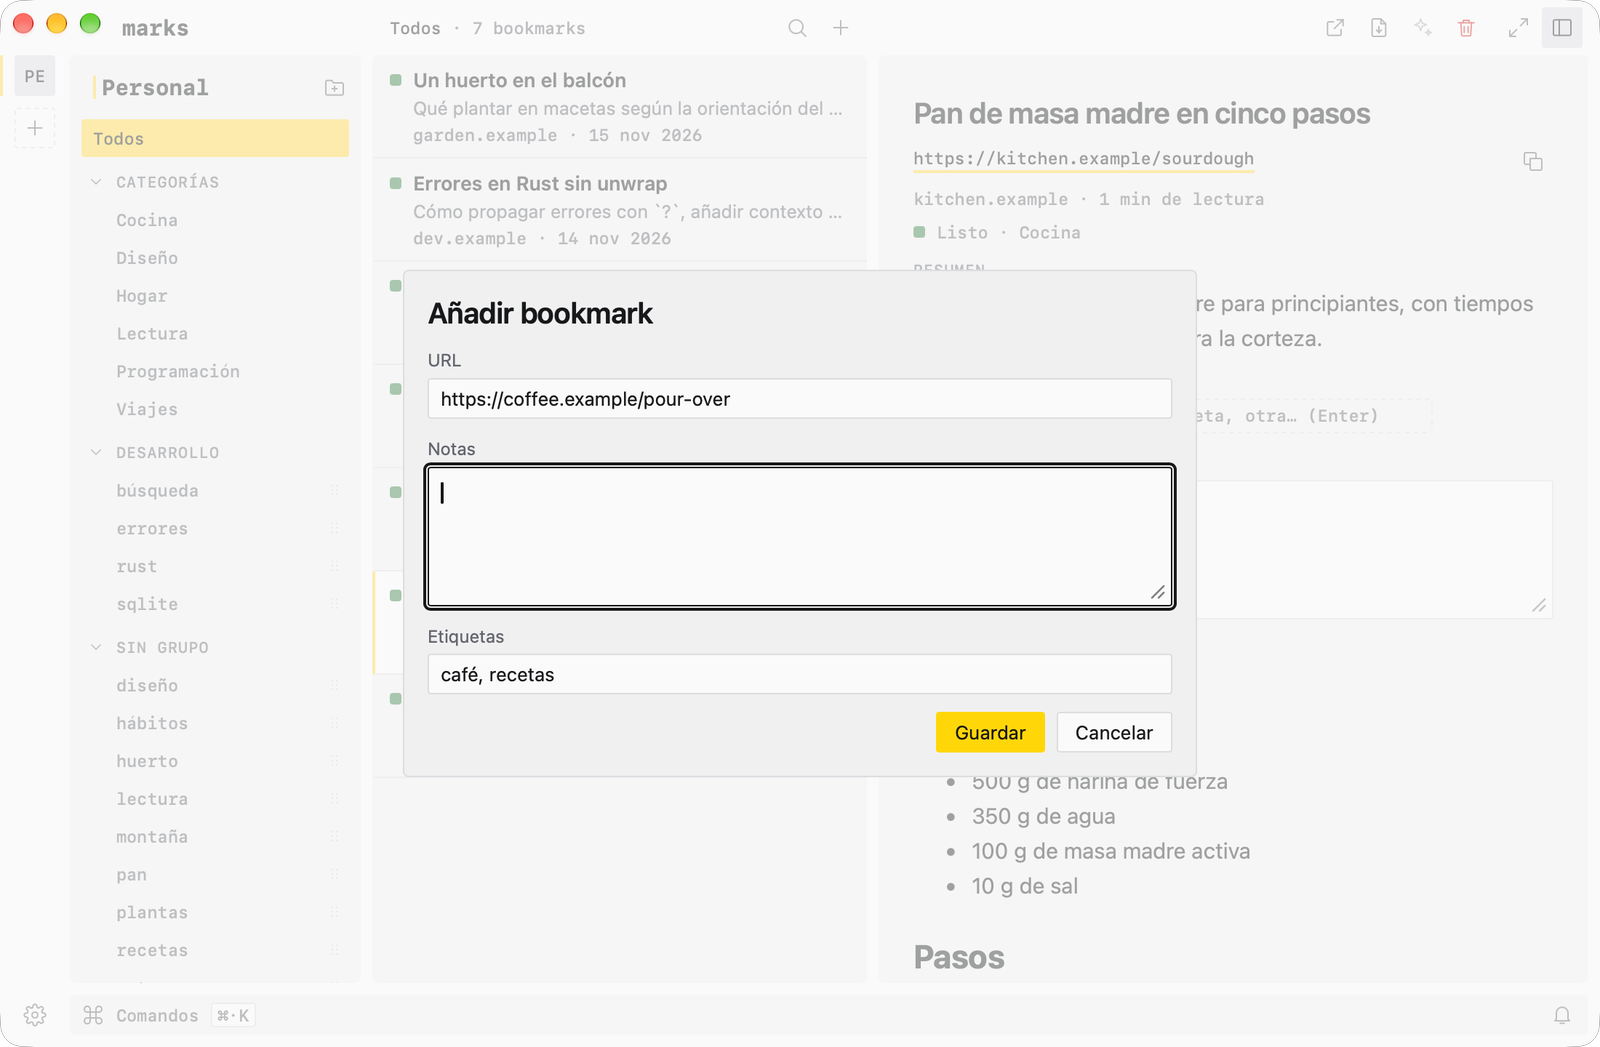 marks
Todos · 7 bookmarks
PE
Personal
Todos
CATEGORÍAS
Cocina
Diseño
Hogar
Lectura
Programación
Viajes
DESARROLLO
búsqueda
errores
rust
sqlite
SIN GRUPO
diseño
hábitos
huerto
lectura
montaña
pan
plantas
recetas
Un huerto en el balcón
Qué plantar en macetas según la orientación del ...
garden.example · 15 nov 2026
Errores en Rust sin unwrap
Cómo propagar errores con `?`, añadir contexto ...
dev.example · 14 nov 2026
Pan de masa madre en cinco pasos
https://kitchen.example/sourdough
kitchen.example · 1 min de lectura
Listo · Cocina
RESUMEN
para principiantes, con tiempos
la corteza.
otra… (Enter)
500 g de harina de fuerza
350 g de agua
100 g de masa madre activa
10 g de sal
Pasos
Añadir bookmark
URL
https://coffee.example/pour-over
Notas
Etiquetas
café, recetas
Guardar
Cancelar
Comandos ⌘·K